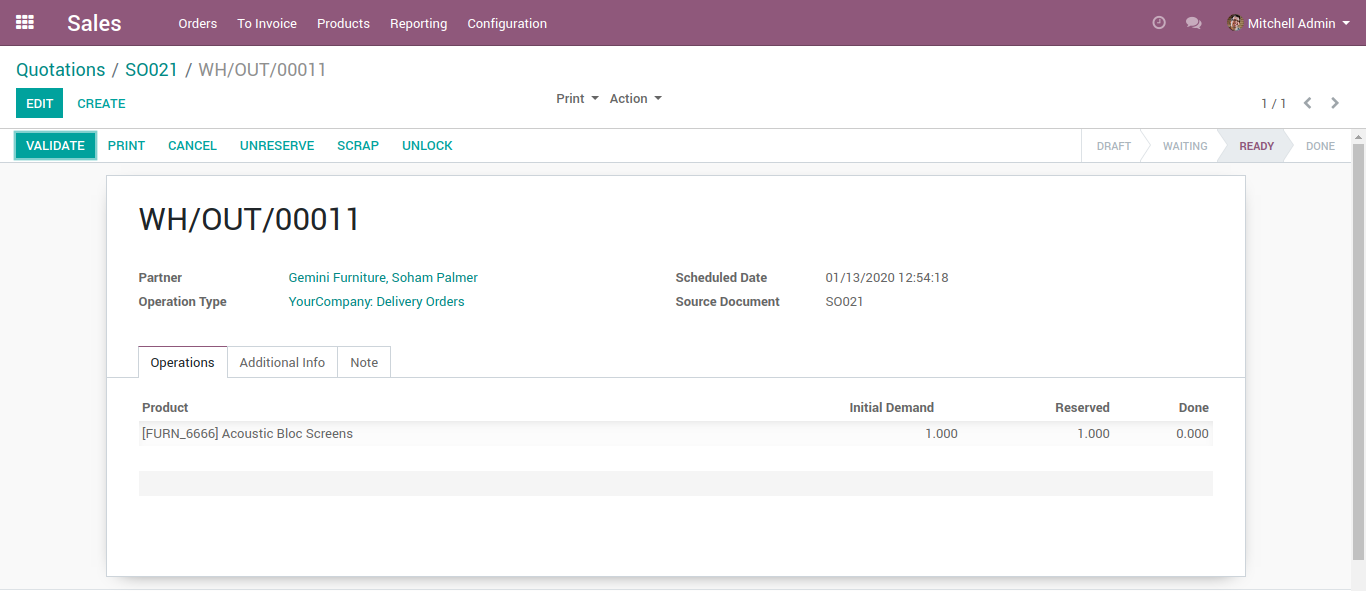 Sales Orders To Invoice Products Reporting Configuration Mitchell Admin
Quotations / SO021 / WH/OUT/00011
EDIT CREATE Print Action 1 / 1
VALIDATE PRINT CANCEL UNRESERVE SCRAP UNLOCK DRAFT WAITING READY DONE
WH/OUT/00011
Partner Gemini Furniture, Soham Palmer Scheduled Date 01/13/2020 12:54:18
Operation Type YourCompany: Delivery Orders Source Document SO021
Operations Additional Info Note
Product Initial Demand Reserved Done
[FURN_6666] Acoustic Bloc Screens 1.000 1.000 0.000